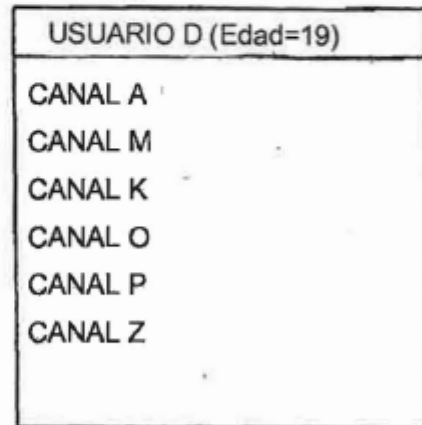 USUARIO D (Edad=19)
CANAL A
CANAL M
CANAL K
CANAL O
CANAL P
CANAL Z